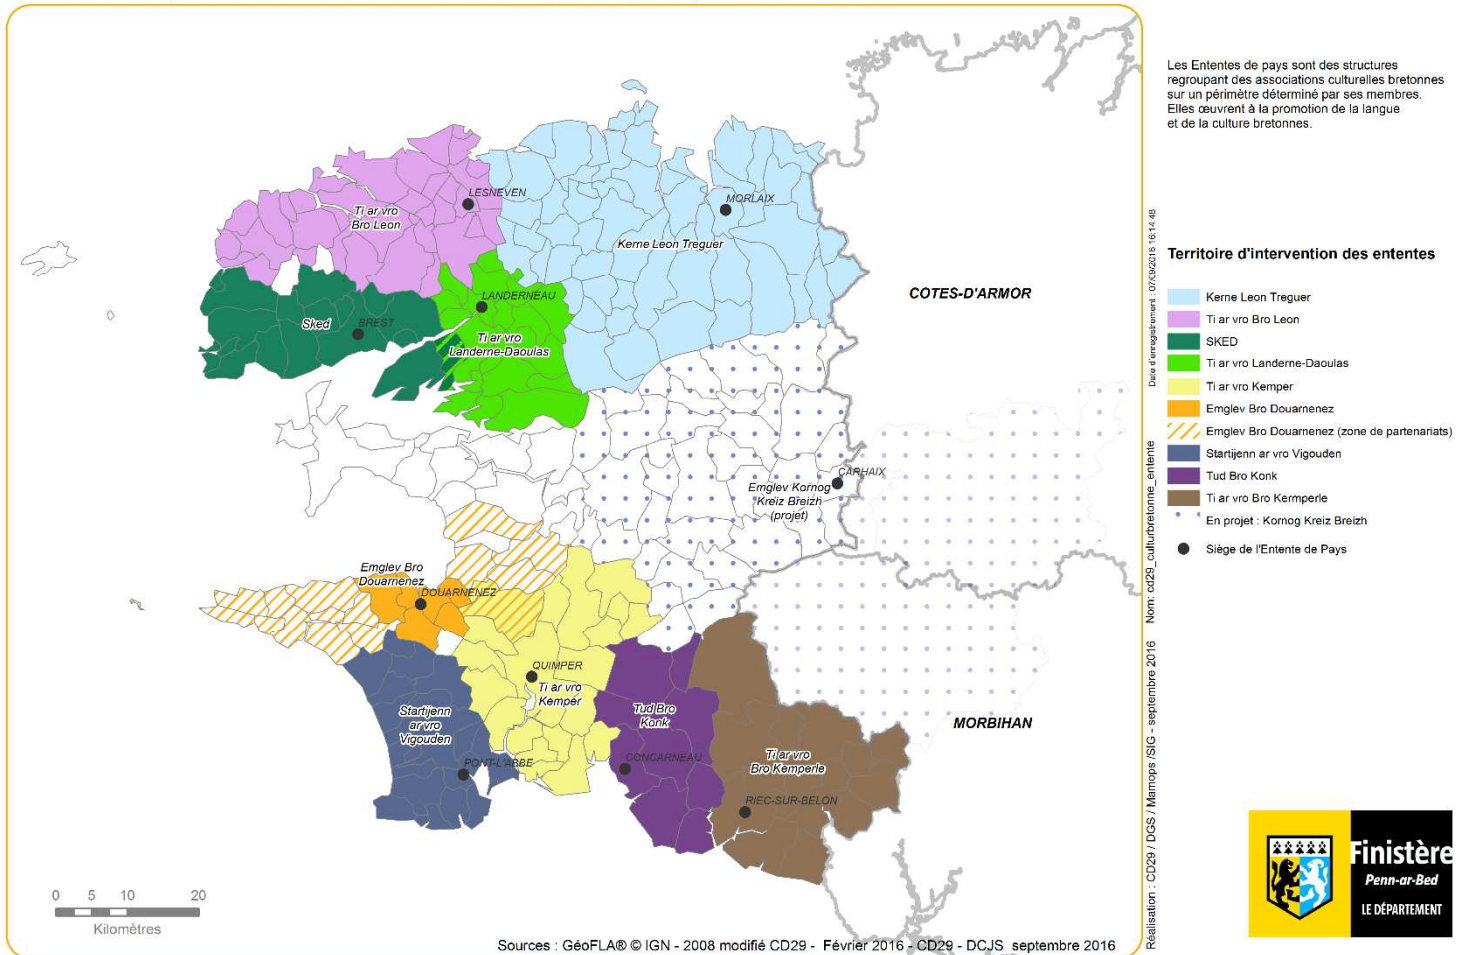 Les Ententes de pays sont des structures
regroupant des associations culturelles bretonnes
sur un périmètre déterminé par ses membres.
Elles œuvrent à la promotion de la langue
et de la culture bretonnes.
LESNEVEN
Ti ar vro
Bro Leon
MORLAIX
Kerne Leon Treguer
LANDERNEAU
Sked
BREST
Ti ar vro
Landerne-Daoulas
COTES-D'ARMOR
CARHAIX
Emglev Kornog
Kreiz Breizh
(projet)
Emglev Bro
Douarnenez
DOUARNENEZ
QUIMPER
Ti ar vro
Kemper
Startijenn
ar vro
Vigouden
Tud Bro
Konk
PONT-L'ABBE
CONCARNEAU
Ti ar vro
Bro Kemperle
RIEC-SUR-BELON
MORBIHAN
Territoire d'intervention des ententes
Kerne Leon Treguer
Ti ar vro Bro Leon
SKED
Ti ar vro Landerne-Daoulas
Ti ar vro Kemper
Emglev Bro Douarnenez
Emglev Bro Douarnenez (zone de partenariats)
Startijenn ar vro Vigouden
Tud Bro Konk
Ti ar vro Bro Kemperle
En projet : Kornog Kreiz Breizh
Siège de l'Entente de Pays
Date d'enregistrement : 07/09/2016 16:14:48
Nom: cd29_culturbretonne_entente
Réalisation : CD29 / DGS / Mamops /SIG - septembre 2016
0 5 10 20
Kilomètres
Sources : GéoFLA® © IGN - 2008 modifié CD29 - Février 2016 - CD29 - DCJS septembre 2016
Finistère
Penn-ar-Bed
LE DÉPARTEMENT